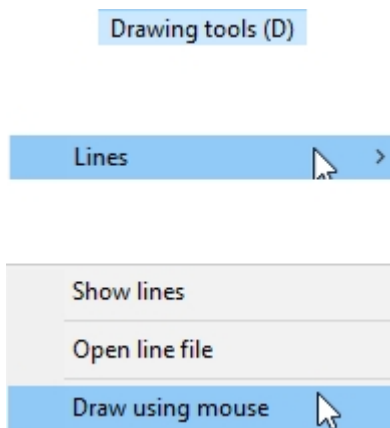 Drawing tools (D)
Lines
Show lines
Open line file
Draw using mouse